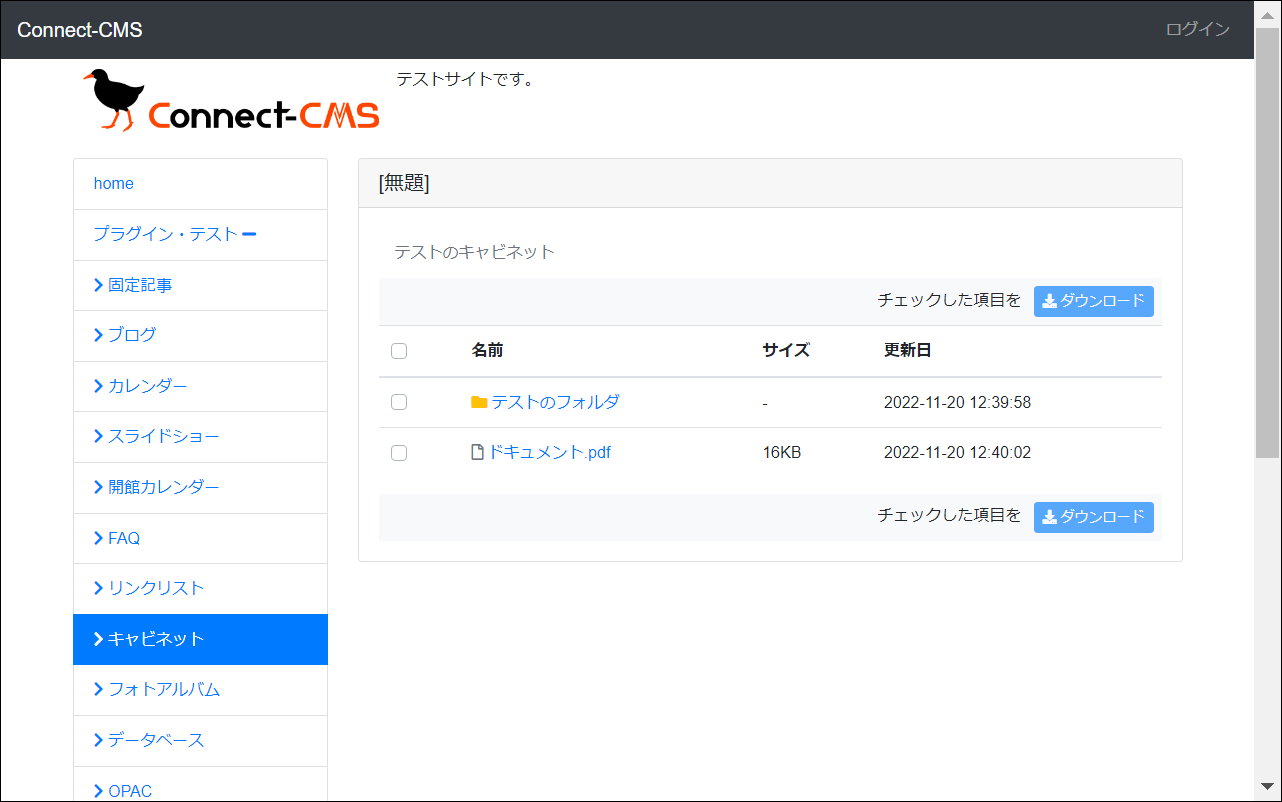 Connect-CMS
ログイン
Connect-CMS
テストサイトです。
home
プラグイン・テスト
固定記事
ブログ
カレンダー
スライドショー
開館カレンダー
FAQ
リンクリスト
キャビネット
フォトアルバム
データベース
OPAC
[無題]
テストのキャビネット
チェックした項目を ダウンロード
名前 サイズ 更新日
テストのフォルダ - 2022-11-20 12:39:58
ドキュメント.pdf 16KB 2022-11-20 12:40:02
チェックした項目を ダウンロード